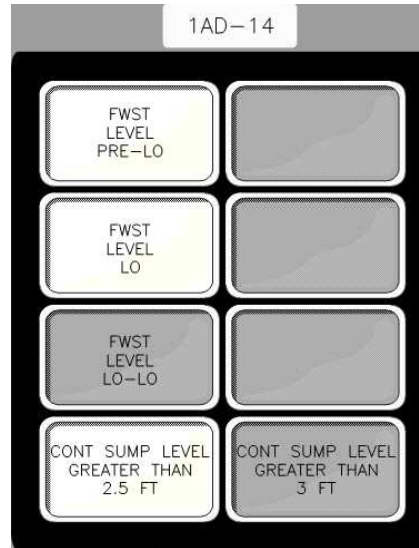 1AD-14
FWST
LEVEL
PRE-LO
FWST
LEVEL
LO
FWST
LEVEL
LO-LO
CONT SUMP LEVEL
GREATER THAN
2.5 FT
CONT SUMP LEVEL
GREATER THAN
3 FT